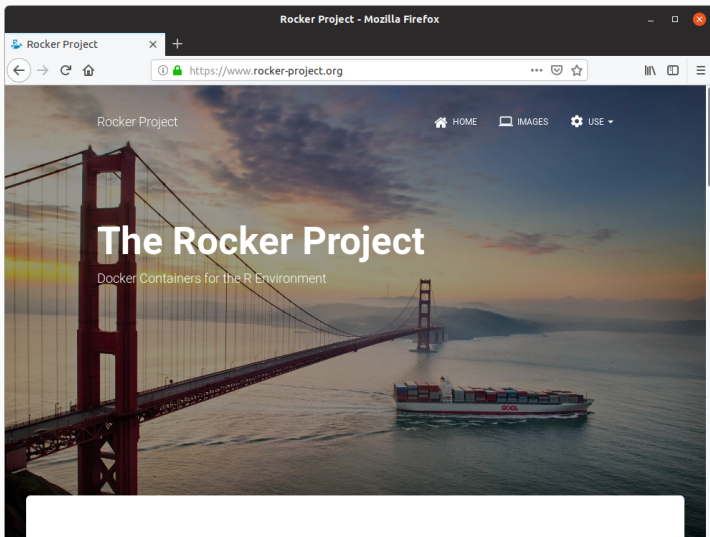 Rocker Project - Mozilla Firefox
Rocker Project
https://www.rocker-project.org
Rocker Project
HOME
IMAGES
USE
The Rocker Project
Docker Containers for the R Environment
OOCL